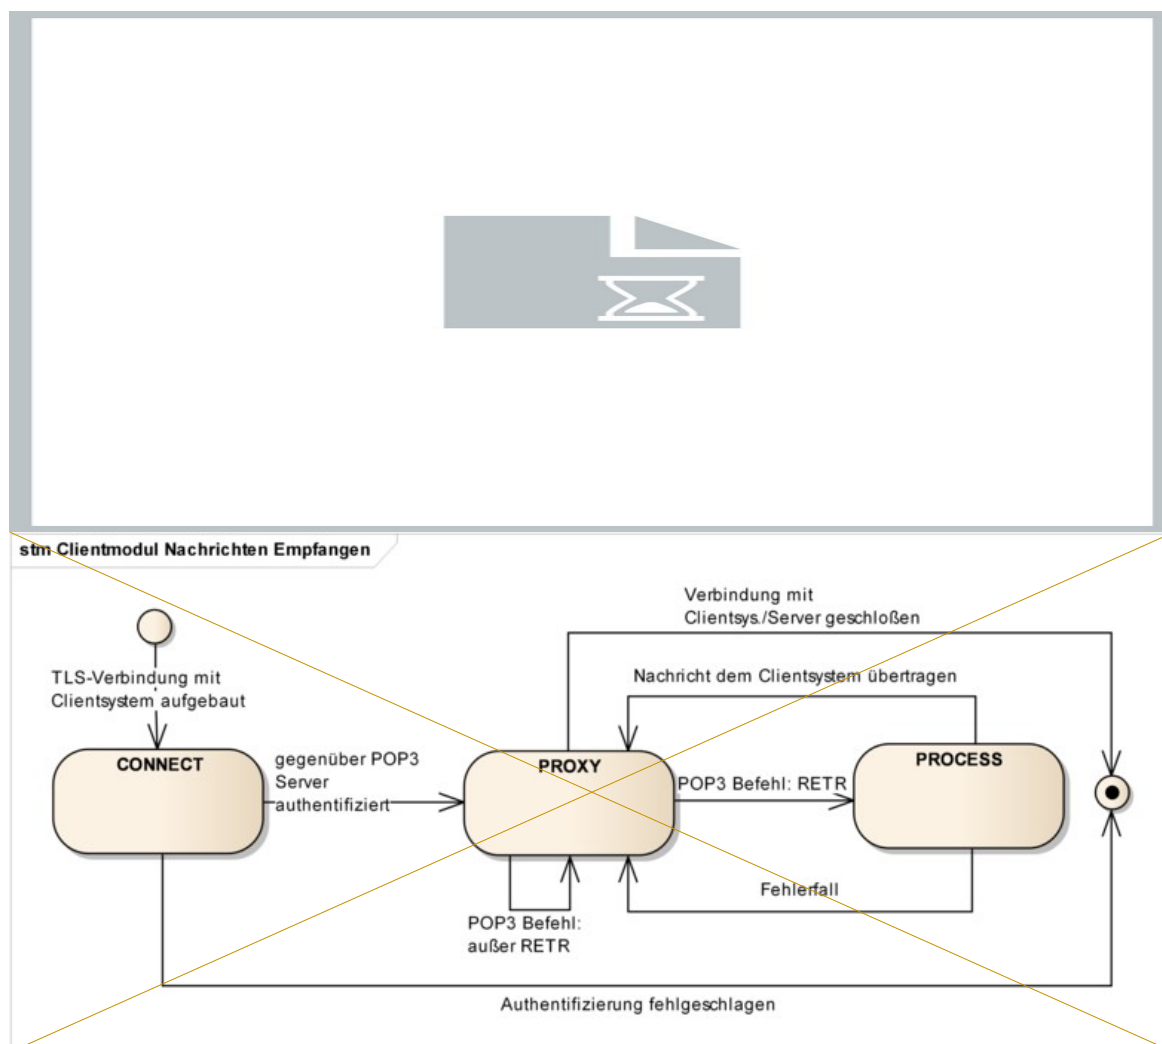 stm Clientmodul Nachrichten Empfangen
Verbindung mit
Clientsys./Server geschloßen
TLS-Verbindung mit
Clientsystem aufgebaut
Nachricht dem Clientsystem übertragen
CONNECT
gegenüber POP3
Server
authentifiziert
PROXY
POP3 Befehl: RETR
PROCESS
Fehlerfall
POP3 Befehl:
außer RETR
Authentifizierung fehlgeschlagen